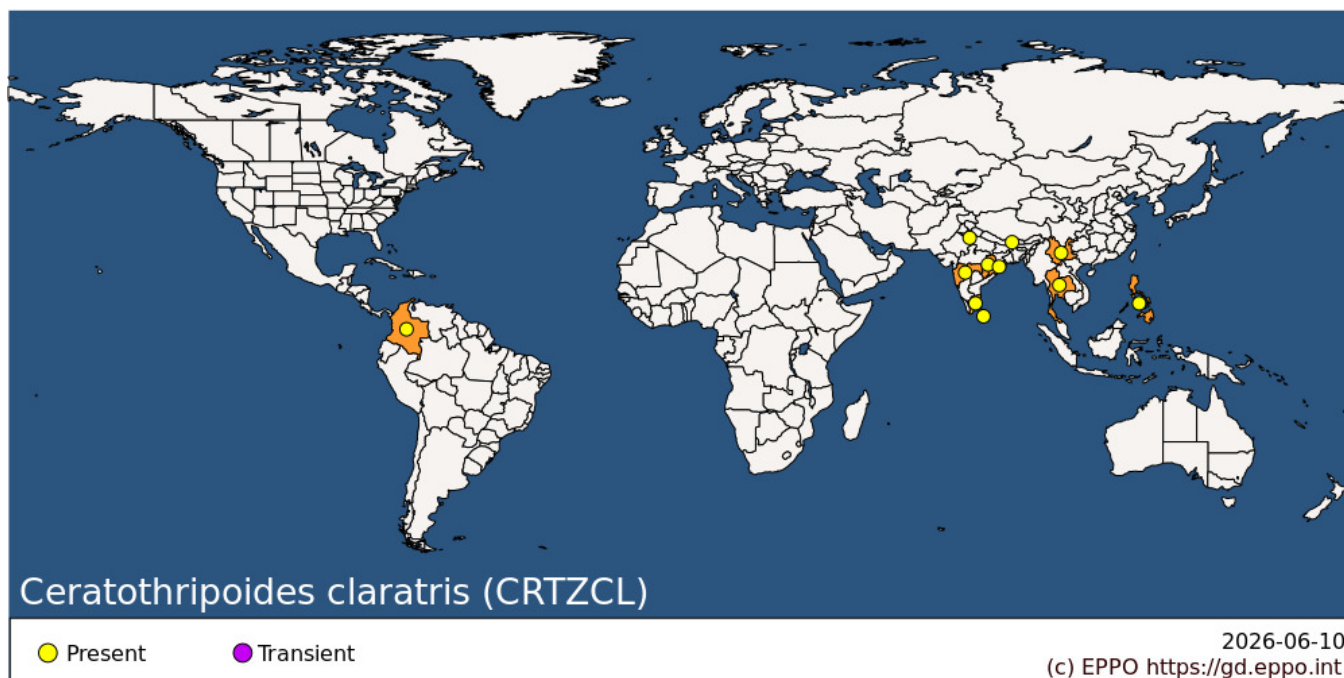 Ceratothripoides claratris (CRTZCL)
Present
Transient
2026-06-10
(c) EPPO https://gd.eppo.int